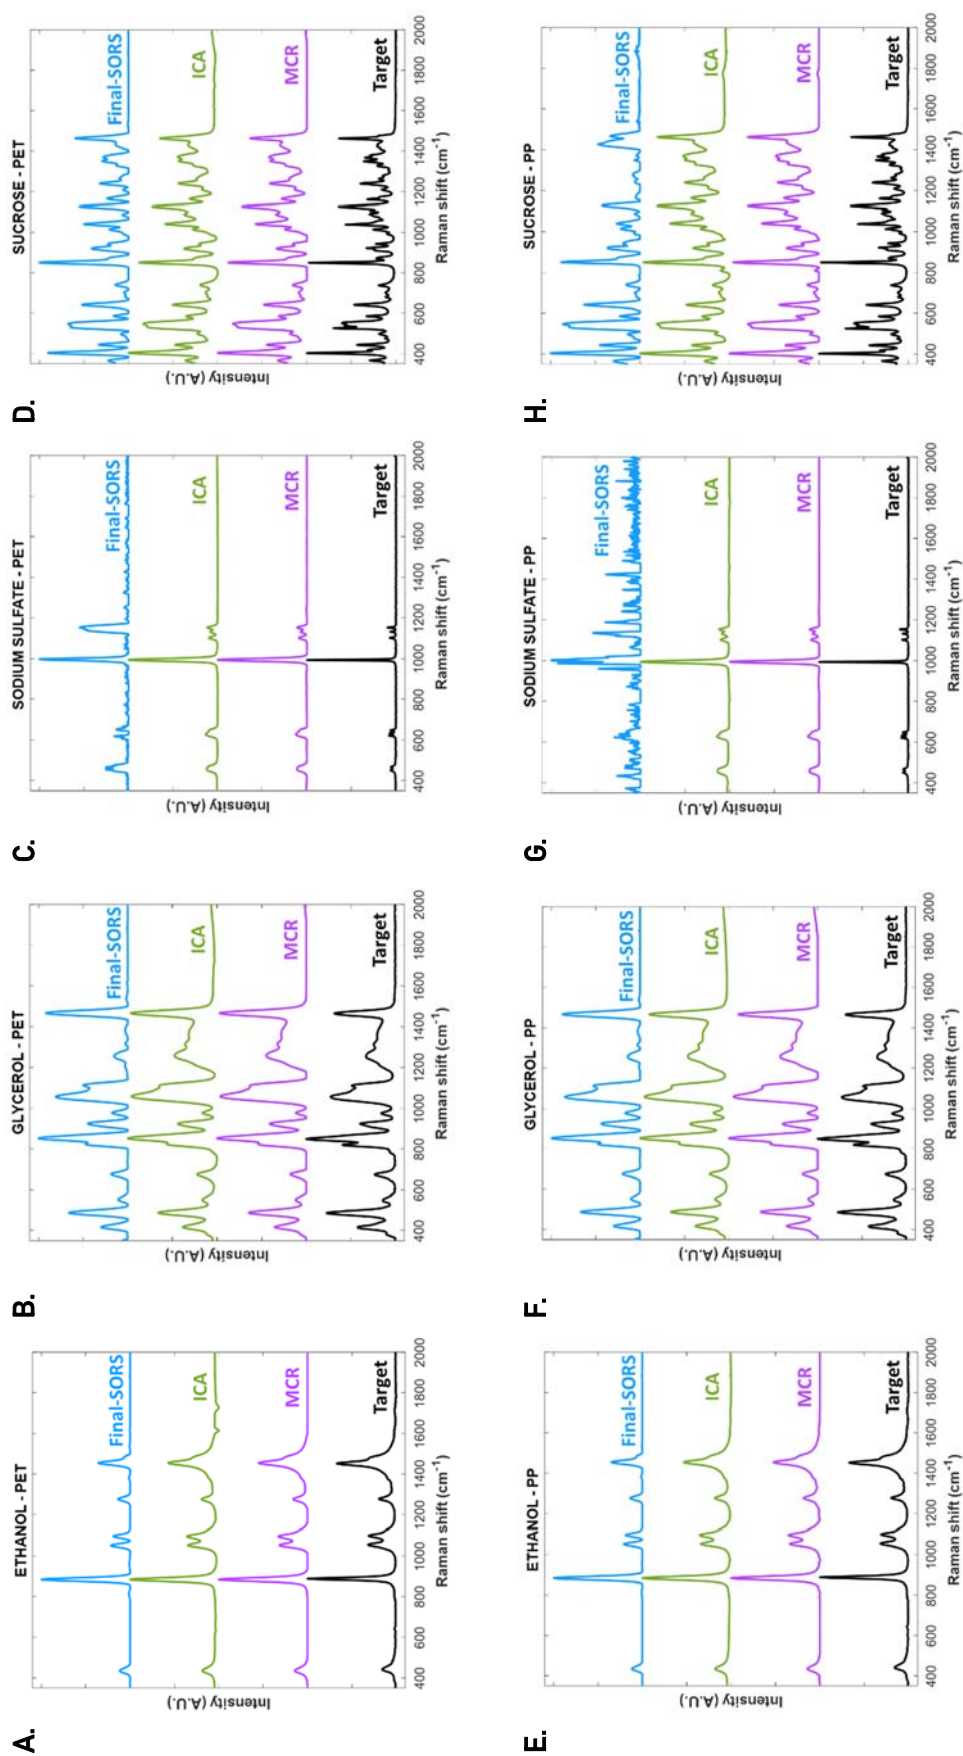 A.
ETHANOL - PET
Final-SORS
ICA
MCR
Target
Intensity (A.U.)
400 600 800 1000 1200 1400 1600 1800 2000
Raman shift (cm⁻¹)
B.
GLYCEROL - PET
Final-SORS
ICA
MCR
Target
Intensity (A.U.)
400 600 800 1000 1200 1400 1600 1800 2000
Raman shift (cm⁻¹)
C.
SODIUM SULFATE - PET
Final-SORS
ICA
MCR
Target
Intensity (A.U.)
400 600 800 1000 1200 1400 1600 1800 2000
Raman shift (cm⁻¹)
D.
SUCROSE - PET
Final-SORS
ICA
MCR
Target
Intensity (A.U.)
400 600 800 1000 1200 1400 1600 1800 2000
Raman shift (cm⁻¹)
E.
ETHANOL - PP
Final-SORS
ICA
MCR
Target
Intensity (A.U.)
400 600 800 1000 1200 1400 1600 1800 2000
Raman shift (cm⁻¹)
F.
GLYCEROL - PP
Final-SORS
ICA
MCR
Target
Intensity (A.U.)
400 600 800 1000 1200 1400 1600 1800 2000
Raman shift (cm⁻¹)
G.
SODIUM SULFATE - PP
Final-SORS
ICA
MCR
Target
Intensity (A.U.)
400 600 800 1000 1200 1400 1600 1800 2000
Raman shift (cm⁻¹)
H.
SUCROSE - PP
Final-SORS
ICA
MCR
Target
Intensity (A.U.)
400 600 800 1000 1200 1400 1600 1800 2000
Raman shift (cm⁻¹)